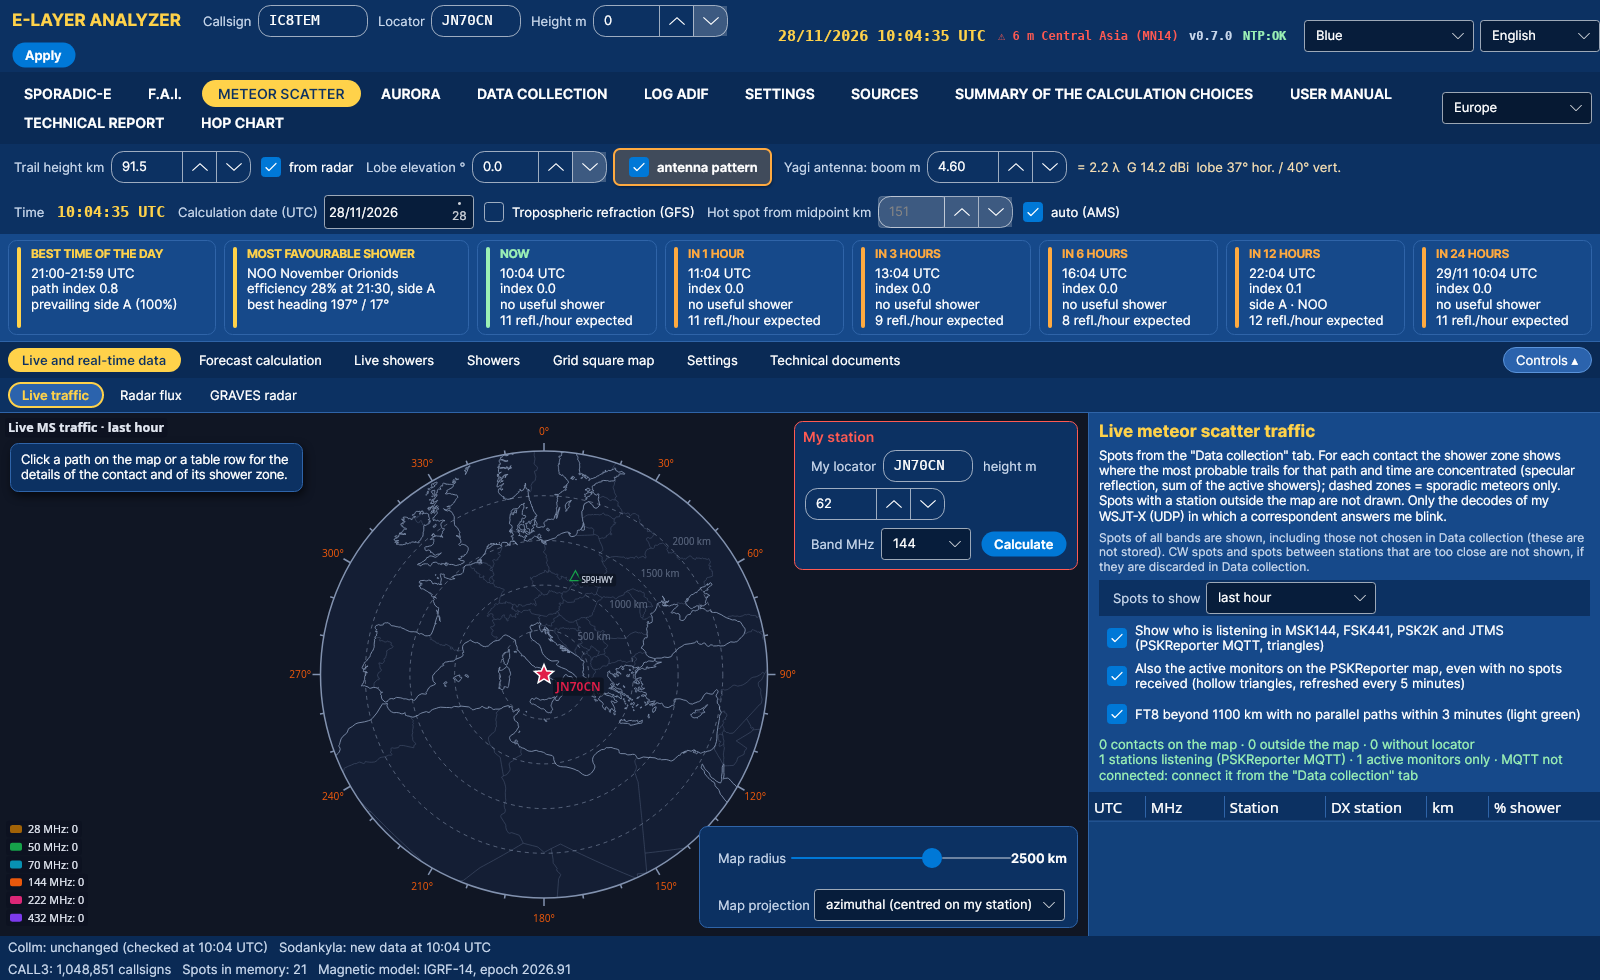 E-LAYER ANALYZER Callsign IC8TEM Locator JN70CN Height m 0
28/11/2026 10:04:35 UTC ⚠ 6 m Central Asia (MN14) v0.7.0 NTP:OK Blue English
Apply
SPORADIC-E F.A.I. METEOR SCATTER AURORA DATA COLLECTION LOG ADIF SETTINGS SOURCES SUMMARY OF THE CALCULATION CHOICES USER MANUAL
Europe
TECHNICAL REPORT HOP CHART
Trail height km 91.5 from radar Lobe elevation ° 0.0 antenna pattern Yagi antenna: boom m 4.60 = 2.2 λ G 14.2 dBi lobe 37° hor. / 40° vert.
Time 10:04:35 UTC Calculation date (UTC) 28/11/2026 28 Tropospheric refraction (GFS) Hot spot from midpoint km 151 auto (AMS)
BEST TIME OF THE DAY
21:00-21:59 UTC
path index 0.8
prevailing side A (100%)
MOST FAVOURABLE SHOWER
NOO November Orionids
efficiency 28% at 21:30, side A
best heading 197° / 17°
NOW
10:04 UTC
index 0.0
no useful shower
11 refl./hour expected
IN 1 HOUR
11:04 UTC
index 0.0
no useful shower
11 refl./hour expected
IN 3 HOURS
13:04 UTC
index 0.0
no useful shower
9 refl./hour expected
IN 6 HOURS
16:04 UTC
index 0.0
no useful shower
8 refl./hour expected
IN 12 HOURS
22:04 UTC
index 0.1
side A · NOO
12 refl./hour expected
IN 24 HOURS
29/11 10:04 UTC
index 0.0
no useful shower
11 refl./hour expected
Live and real-time data Forecast calculation Live showers Showers Grid square map Settings Technical documents Controls ▴
Live traffic Radar flux GRAVES radar
Live MS traffic · last hour
Click a path on the map or a table row for the
details of the contact and of its shower zone.
0°
30°
60°
90°
120°
150°
180°
210°
240°
270°
300°
330°
2000 km
1500 km
1000 km
500 km
SP9HWY
JN70CN
My station
My locator JN70CN height m
62
Band MHz 144 Calculate
28 MHz: 0
50 MHz: 0
70 MHz: 0
144 MHz: 0
222 MHz: 0
432 MHz: 0
Map radius 2500 km
Map projection azimuthal (centred on my station)
Live meteor scatter traffic
Spots from the "Data collection" tab. For each contact the shower zone shows
where the most probable trails for that path and time are concentrated (specular
reflection, sum of the active showers); dashed zones = sporadic meteors only.
Spots with a station outside the map are not drawn. Only the decodes of my
WSJT-X (UDP) in which a correspondent answers me blink.
Spots of all bands are shown, including those not chosen in Data collection (these are
not stored). CW spots and spots between stations that are too close are not shown, if
they are discarded in Data collection.
Spots to show last hour
Show who is listening in MSK144, FSK441, PSK2K and JTMS
(PSKReporter MQTT, triangles)
Also the active monitors on the PSKReporter map, even with no spots
received (hollow triangles, refreshed every 5 minutes)
FT8 beyond 1100 km with no parallel paths within 3 minutes (light green)
0 contacts on the map · 0 outside the map · 0 without locator
1 stations listening (PSKReporter MQTT) · 1 active monitors only · MQTT not
connected: connect it from the "Data collection" tab
UTC MHz Station DX station km % shower
Collm: unchanged (checked at 10:04 UTC) Sodankyla: new data at 10:04 UTC
CALL3: 1,048,851 callsigns Spots in memory: 21 Magnetic model: IGRF-14, epoch 2026.91